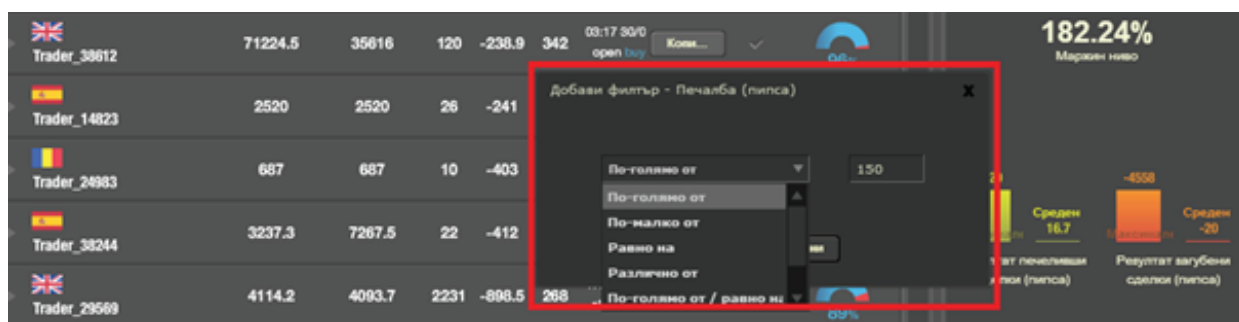 Trader_38612 71224.5 35616 120 -238.9 342 03:17 30/0 open buy Копи... 96%
Trader_14823 2520 2520 26 -241
Trader_24983 687 687 10 -403
Trader_38244 3237.3 7267.5 22 -412
Trader_29569 4114.2 4093.7 2231 -898.5 268 89%
Добави филтър - Печалба (пипса) x
По-голямо от 150
По-голямо от
По-малко от
Равно на
Различно от
По-голямо от / равно на
182.24%
Маржин ниво
-4558
Среден
16.7
Среден
-20
печеливши
(пипса)
Резултат загубени
сделки (пипса)